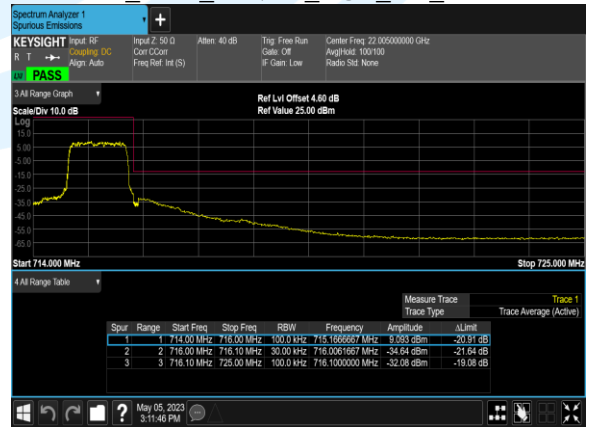 Spectrum Analyzer 1
Spurious Emissions
KEYSIGHT Input: RF Input Z: 50 Ω Atten: 40 dB Trig: Free Run Center Freq: 22.005000000 GHz
R T Coupling: DC Corr CCorr Gate: Off Avg|Hold: 100/100
Align: Auto Freq Ref: Int (S) IF Gain: Low Radio Std: None
PASS
3 All Range Graph
Ref Lvl Offset 4.60 dB
Scale/Div 10.0 dB Ref Value 25.00 dBm
Log
15.0
5.00
-5.00
-15.0
-25.0
-35.0
-45.0
-55.0
-65.0
Start 714.000 MHz Stop 725.000 MHz
4 All Range Table
Measure Trace Trace 1
Trace Type Trace Average (Active)
Spur Range Start Freq Stop Freq RBW Frequency Amplitude ΔLimit
1 1 714.00 MHz 716.00 MHz 100.0 kHz 715.1666667 MHz 9.093 dBm -20.91 dB
2 2 716.00 MHz 716.10 MHz 30.00 kHz 716.0061667 MHz -34.64 dBm -21.64 dB
3 3 716.10 MHz 725.00 MHz 100.0 kHz 716.1000000 MHz -32.08 dBm -19.08 dB
May 05, 2023
3:11:46 PM